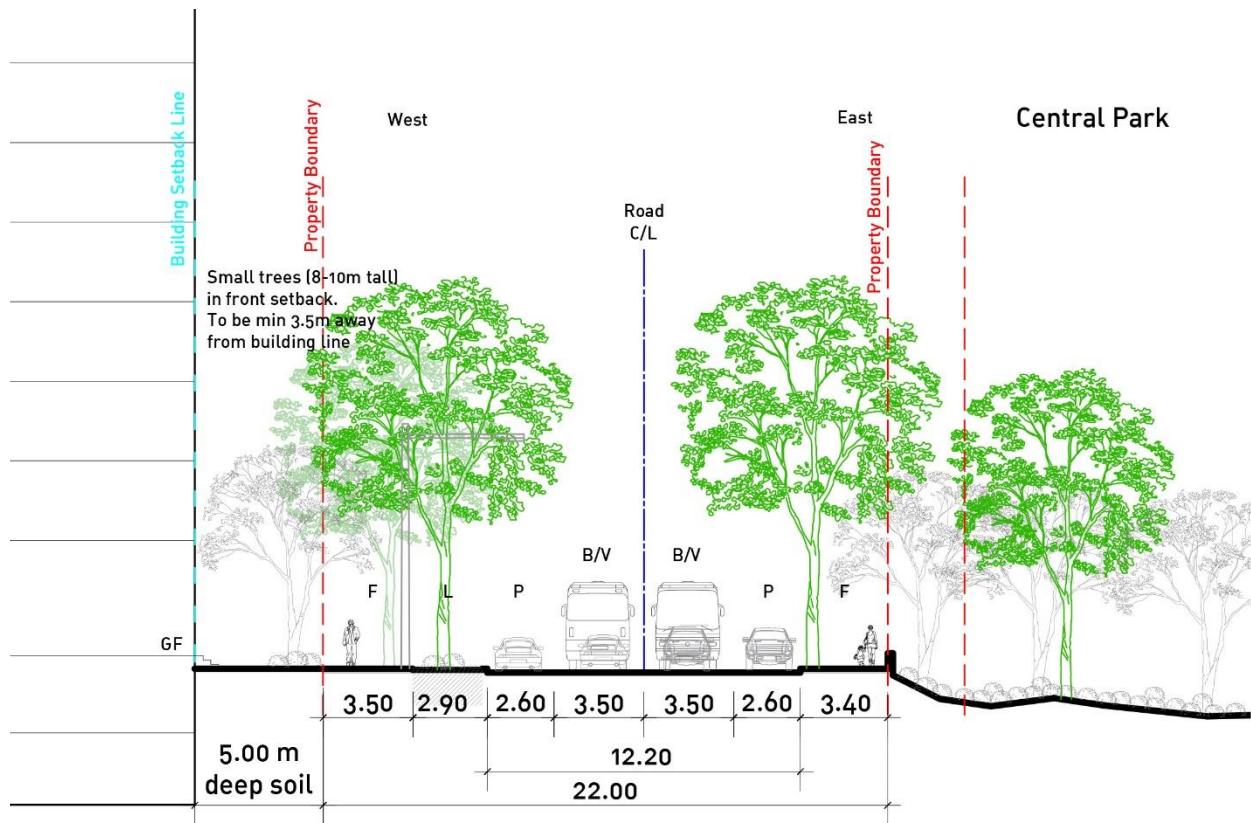 West
East
Central Park
Building Setback Line
Property Boundary
Property Boundary
Road
C/L
Small trees (8-10m tall)
in front setback.
To be min 3.5m away
from building line
B/V
B/V
F
L
P
P
F
GF
3.50
2.90
2.60
3.50
3.50
2.60
3.40
5.00 m
deep soil
12.20
22.00